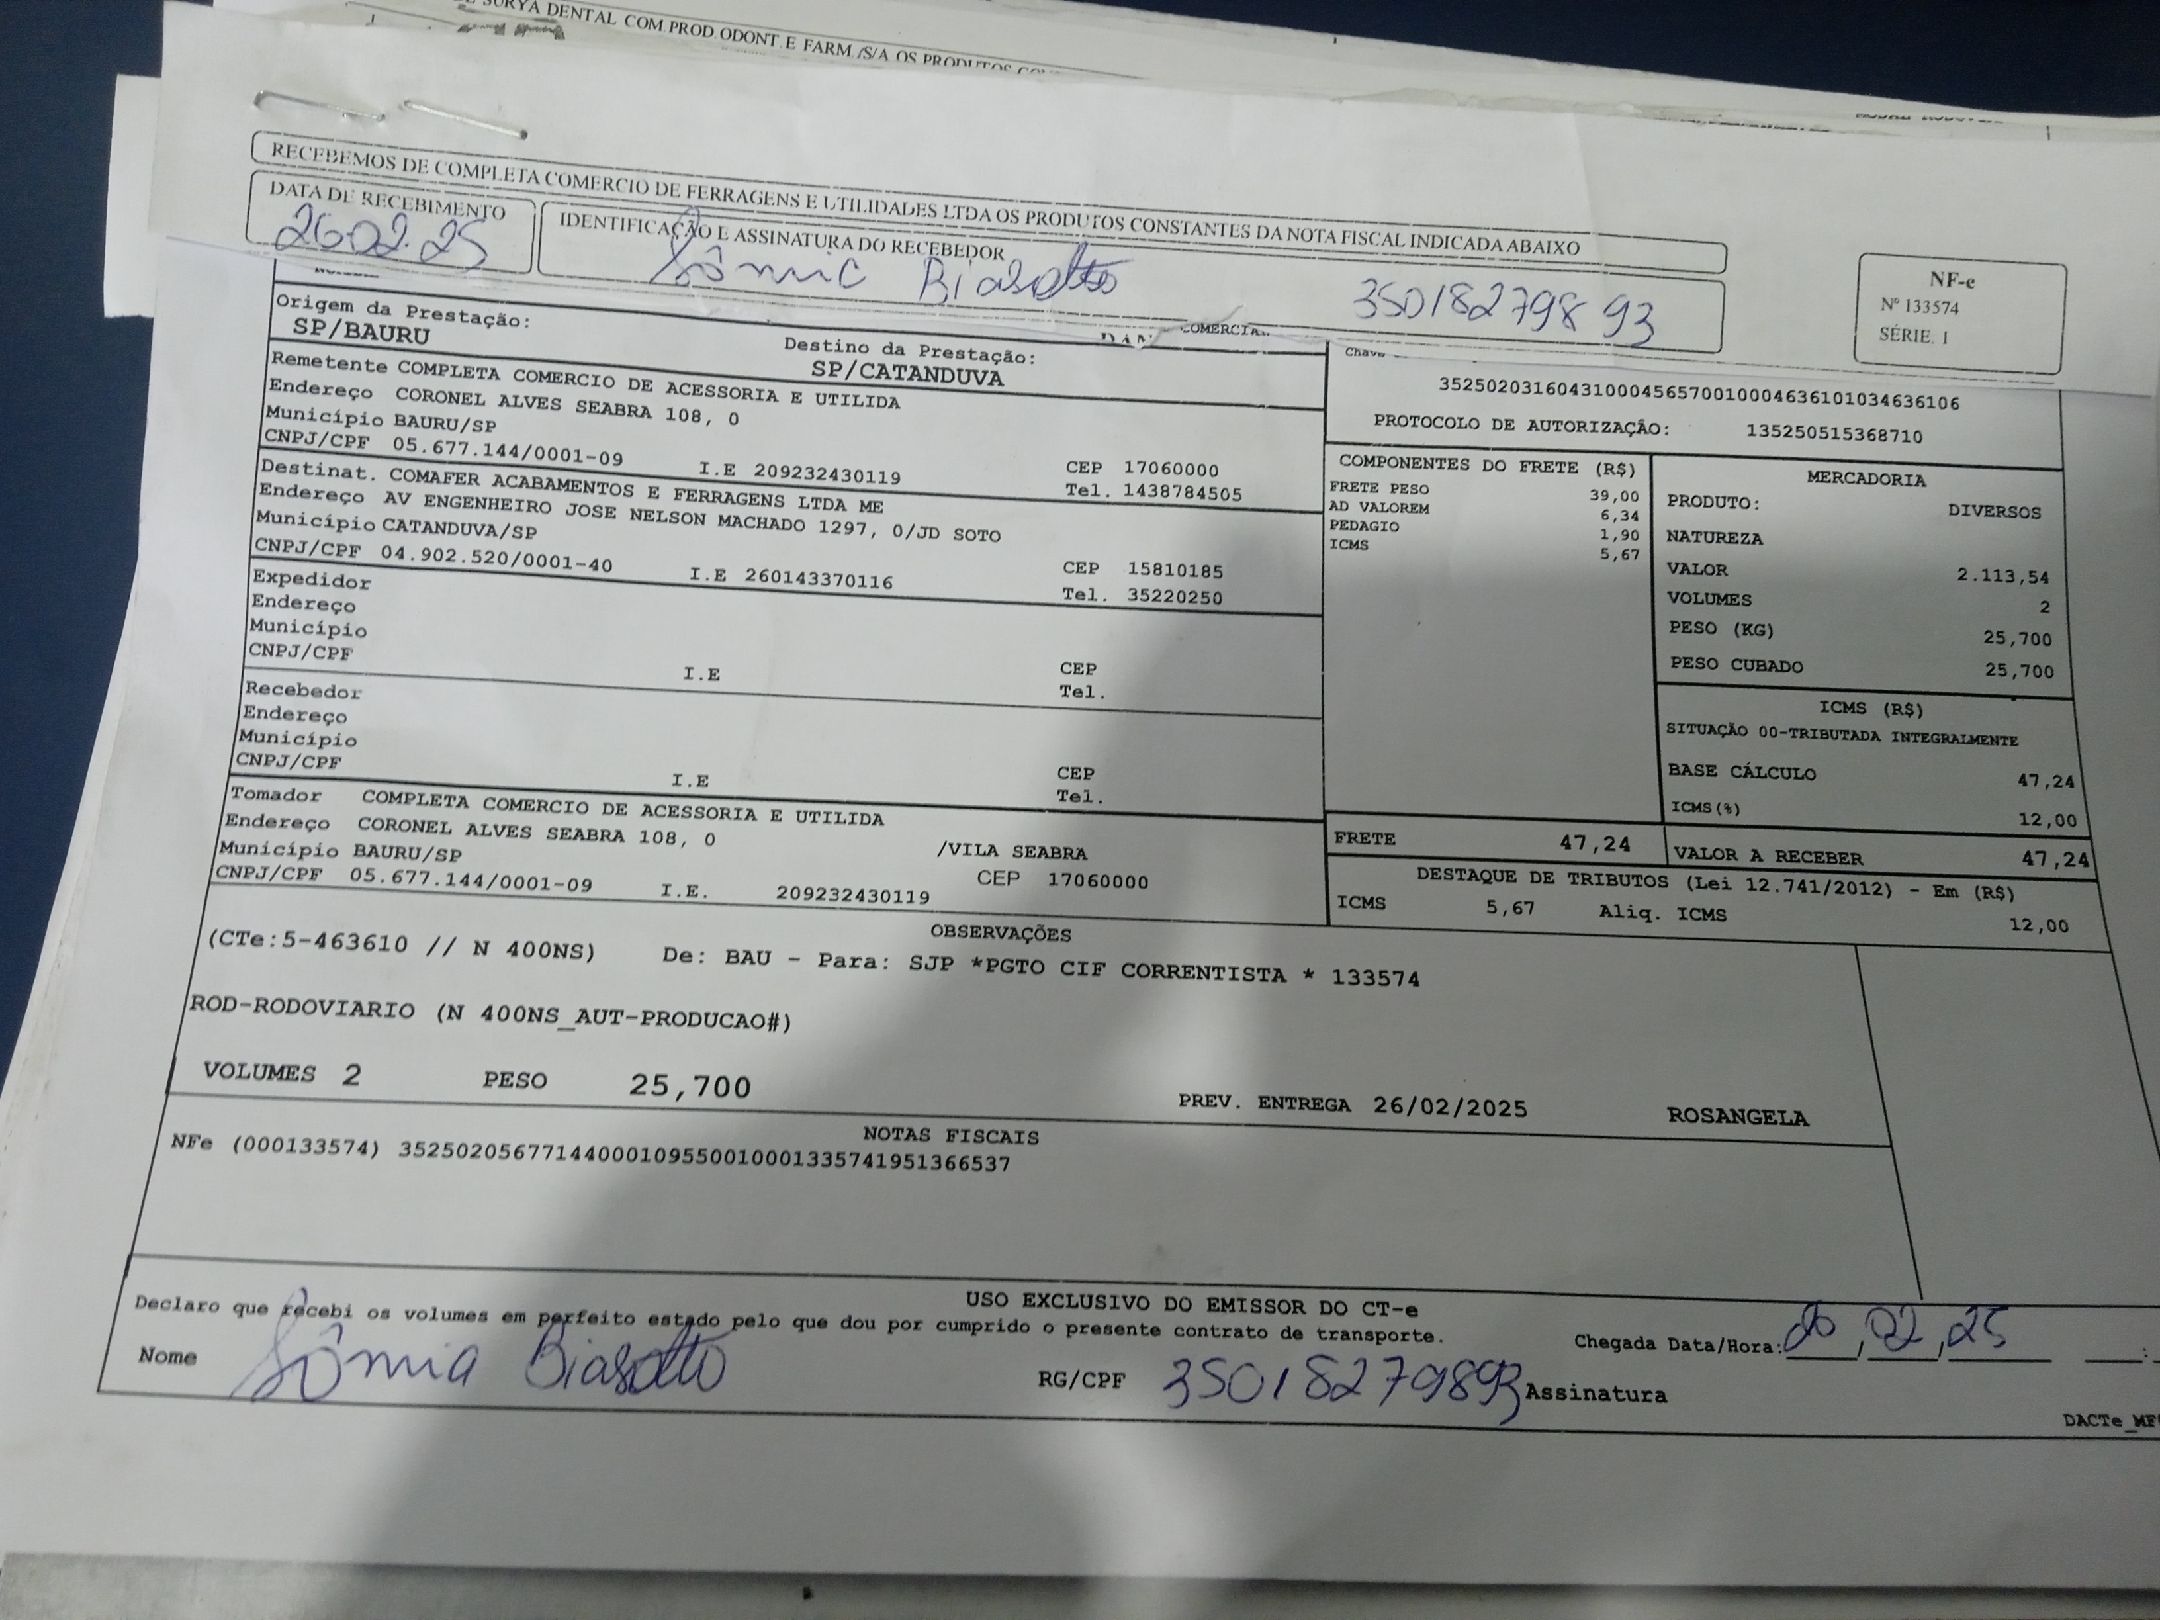 SURYA DENTAL COM.PROD.ODONT.E FARM./S/A OS PRODUTOS
RECEBEMOS DE COMPLETA COMERCIO DE FERRAGENS E UTILIDADES LTDA OS PRODUTOS CONSTANTES DA NOTA FISCAL INDICADA ABAIXO
DATA DE RECEBIMENTO
26.02.25
IDENTIFICAÇÃO E ASSINATURA DO RECEBEDOR
Sônia Biasotto 350182798 93
NF-e
Nº 133574
SÉRIE. 1
Origem da Prestação:
SP/BAURU
Destino da Prestação:
SP/CATANDUVA
Remetente COMPLETA COMERCIO DE ACESSORIA E UTILIDA
Endereço CORONEL ALVES SEABRA 108, 0
Município BAURU/SP CEP 17060000
CNPJ/CPF 05.677.144/0001-09 I.E 209232430119 Tel. 1438784505
Destinat. COMAFER ACABAMENTOS E FERRAGENS LTDA ME
Endereço AV ENGENHEIRO JOSE NELSON MACHADO 1297, 0/JD SOTO
Município CATANDUVA/SP CEP 15810185
CNPJ/CPF 04.902.520/0001-40 I.E 260143370116 Tel. 35220250
Expedidor
Endereço
Município CEP
CNPJ/CPF I.E Tel.
Recebedor
Endereço
Município CEP
CNPJ/CPF I.E Tel.
Tomador COMPLETA COMERCIO DE ACESSORIA E UTILIDA
Endereço CORONEL ALVES SEABRA 108, 0 /VILA SEABRA
Município BAURU/SP CEP 17060000
CNPJ/CPF 05.677.144/0001-09 I.E. 209232430119
35250203160431000456570010004636101034636106
PROTOCOLO DE AUTORIZAÇÃO: 135250515368710
COMPONENTES DO FRETE (R$)
FRETE PESO 39,00
AD VALOREM 6,34
PEDAGIO 1,90
ICMS 5,67
MERCADORIA
PRODUTO: DIVERSOS
NATUREZA
VALOR 2.113,54
VOLUMES 2
PESO (KG) 25,700
PESO CUBADO 25,700
ICMS (R$)
SITUAÇÃO 00-TRIBUTADA INTEGRALMENTE
BASE CÁLCULO 47,24
ICMS(%) 12,00
FRETE 47,24
VALOR A RECEBER 47,24
DESTAQUE DE TRIBUTOS (Lei 12.741/2012) - Em (R$)
ICMS 5,67 Aliq. ICMS 12,00
OBSERVAÇÕES
(CTe:5-463610 // N 400NS) De: BAU - Para: SJP *PGTO CIF CORRENTISTA * 133574
ROD-RODOVIARIO (N 400NS_AUT-PRODUCAO#)
VOLUMES 2 PESO 25,700 PREV. ENTREGA 26/02/2025 ROSANGELA
NOTAS FISCAIS
NFe (000133574) 35250205677144000109550010001335741951366537
USO EXCLUSIVO DO EMISSOR DO CT-e
Declaro que recebi os volumes em perfeito estado pelo que dou por cumprido o presente contrato de transporte.
Chegada Data/Hora: 26,02,25
Nome Sônia Biasotto RG/CPF 35018279893 Assinatura